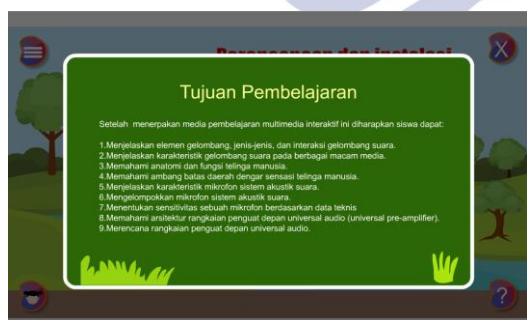 Perencanaan dan instalasi
X
Tujuan Pembelajaran
Setelah menerpakan media pembelajaran multimedia interaktif ini diharapkan siswa dapat:
1.Menjelaskan elemen gelombang, jenis-jenis, dan interaksi gelombang suara.
2.Menjelaskan karakteristik gelombang suara pada berbagai macam media.
3.Memahami anatomi dan fungsi telinga manusia.
4.Memahami ambang batas daerah dengar sensasi telinga manusia.
5.Menjelaskan karakteristik mikrofon sistem akustik suara.
6.Mengelompokkan mikrofon sistem akustik suara.
7.Menentukan sensitivitas sebuah mikrofon berdasarkan data teknis
8.Memahami arsitektur rangkaian penguat depan universal audio (universal pre-amplifier).
9.Merencana rangkaian penguat depan universal audio.
?